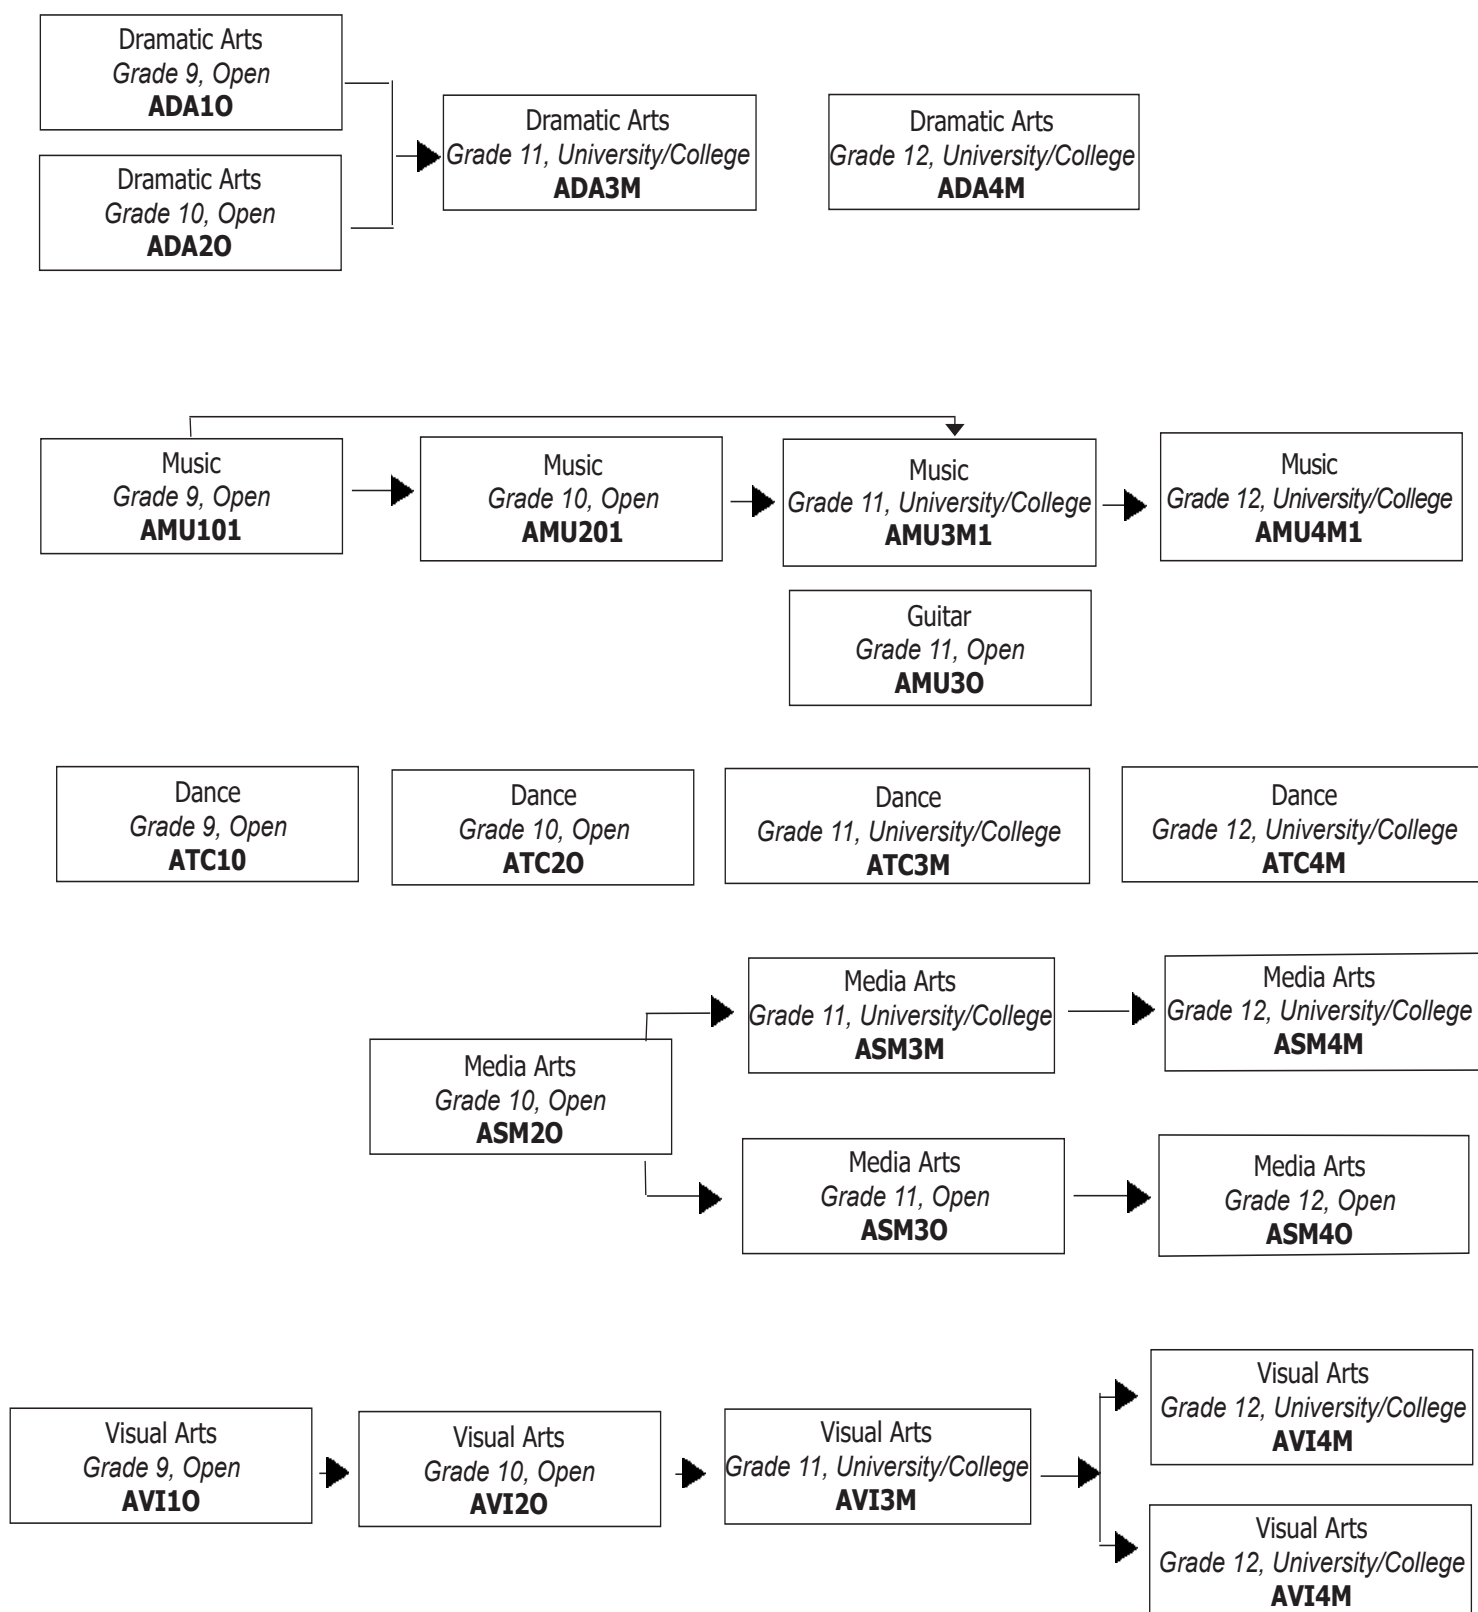 Dramatic Arts
Grade 9, Open
ADA1O
Dramatic Arts
Grade 10, Open
ADA2O
Dramatic Arts
Grade 11, University/College
ADA3M
Dramatic Arts
Grade 12, University/College
ADA4M
Music
Grade 9, Open
AMU101
Music
Grade 10, Open
AMU201
Music
Grade 11, University/College
AMU3M1
Music
Grade 12, University/College
AMU4M1
Guitar
Grade 11, Open
AMU3O
Dance
Grade 9, Open
ATC10
Dance
Grade 10, Open
ATC2O
Dance
Grade 11, University/College
ATC3M
Dance
Grade 12, University/College
ATC4M
Media Arts
Grade 10, Open
ASM2O
Media Arts
Grade 11, University/College
ASM3M
Media Arts
Grade 12, University/College
ASM4M
Media Arts
Grade 11, Open
ASM3O
Media Arts
Grade 12, Open
ASM4O
Visual Arts
Grade 9, Open
AVI1O
Visual Arts
Grade 10, Open
AVI2O
Visual Arts
Grade 11, University/College
AVI3M
Visual Arts
Grade 12, University/College
AVI4M
Visual Arts
Grade 12, University/College
AVI4M